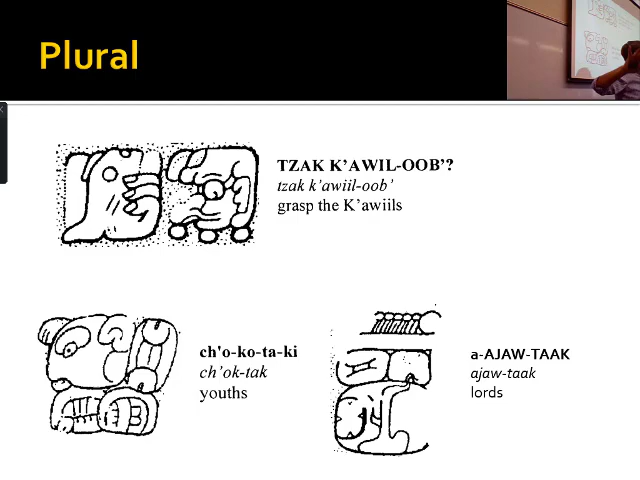 Plural
TZAK K'AWIL-OOB'?
tzak k'awiil-oob'
grasp the K'awiils
ch'o-ko-ta-ki
ch'ok-tak
youths
a-AJAW-TAAK
ajaw-taak
lords